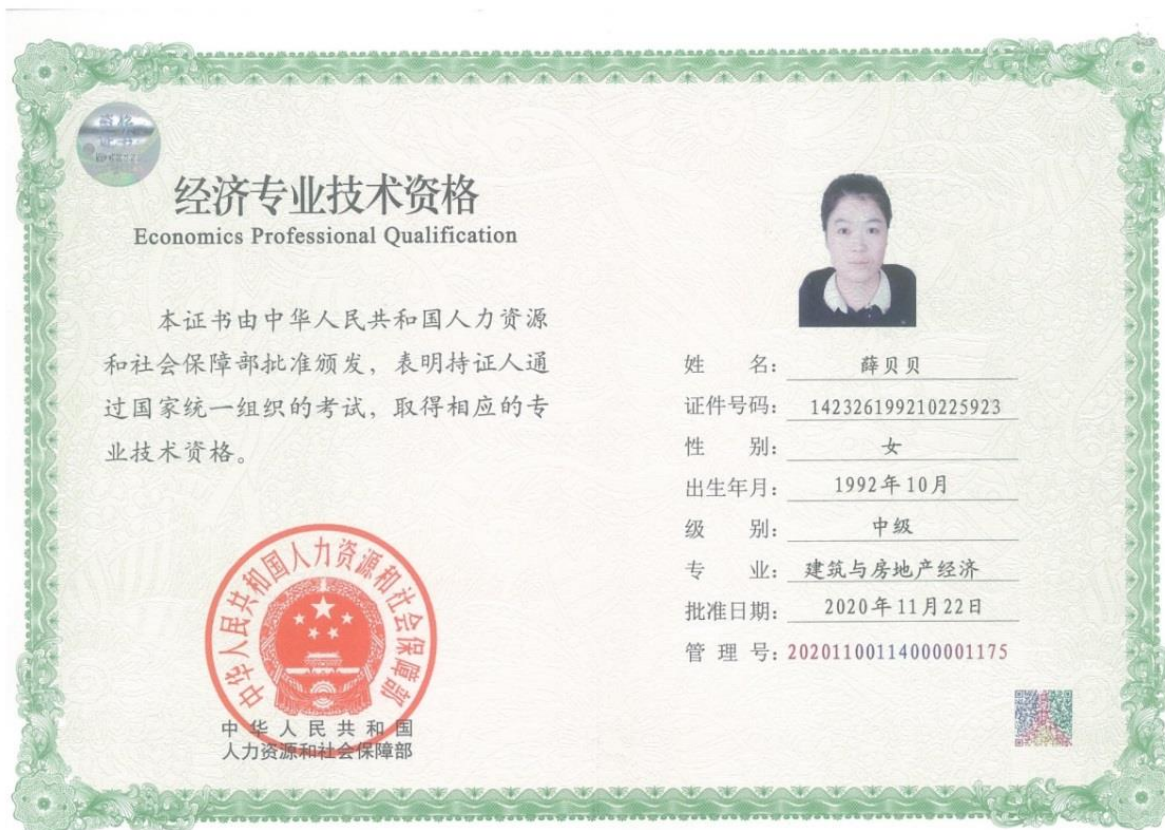 经济专业技术资格
Economics Professional Qualification
本证书由中华人民共和国人力资源
和社会保障部批准颁发，表明持证人通
过国家统一组织的考试，取得相应的专
业技术资格。
中华人民共和国人力资源和社会保障部
中华人民共和国
人力资源和社会保障部
姓名：薛贝贝
证件号码：142326199210225923
性别：女
出生年月：1992年10月
级别：中级
专业：建筑与房地产经济
批准日期：2020年11月22日
管理号：20201100114000001175